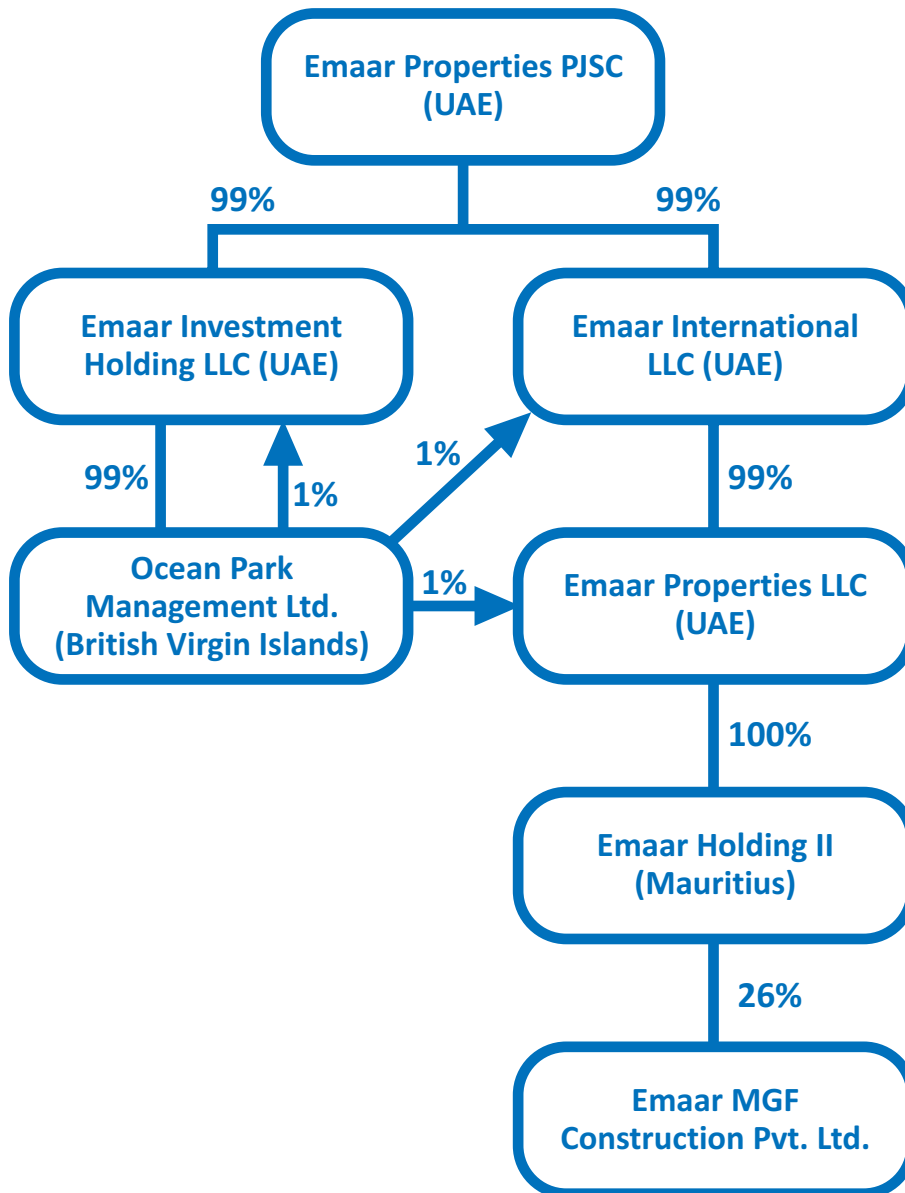 Emaar Properties PJSC
(UAE)
99%
99%
Emaar Investment
Holding LLC (UAE)
Emaar International
LLC (UAE)
99%
1%
1%
99%
Ocean Park
Management Ltd.
(British Virgin Islands)
1%
Emaar Properties LLC
(UAE)
100%
Emaar Holding II
(Mauritius)
26%
Emaar MGF
Construction Pvt. Ltd.